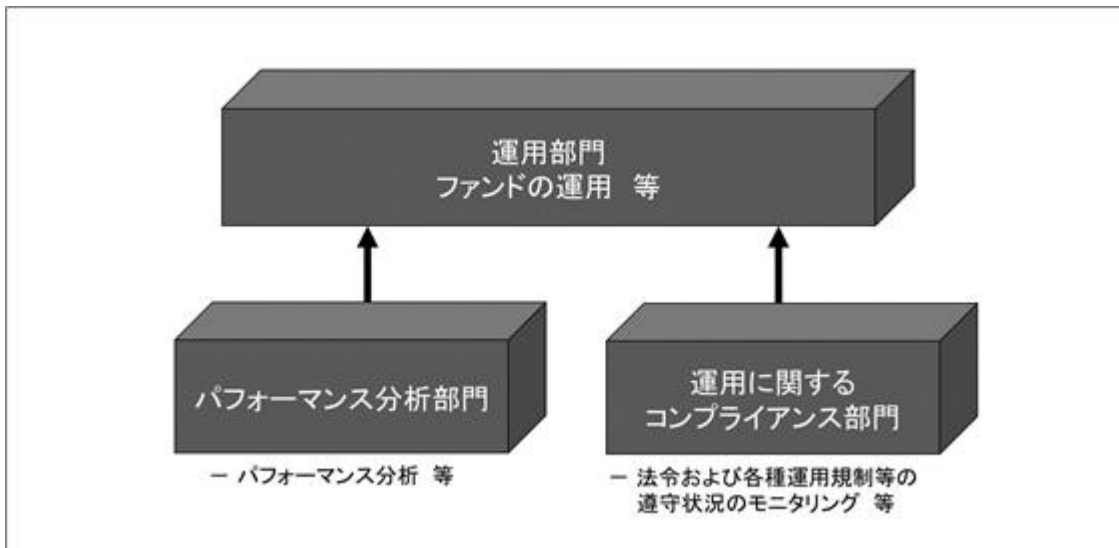 運用部門
ファンドの運用 等
パフォーマンス分析部門
－ パフォーマンス分析 等
運用に関する
コンプライアンス部門
－ 法令および各種運用規制等の
遵守状況のモニタリング 等